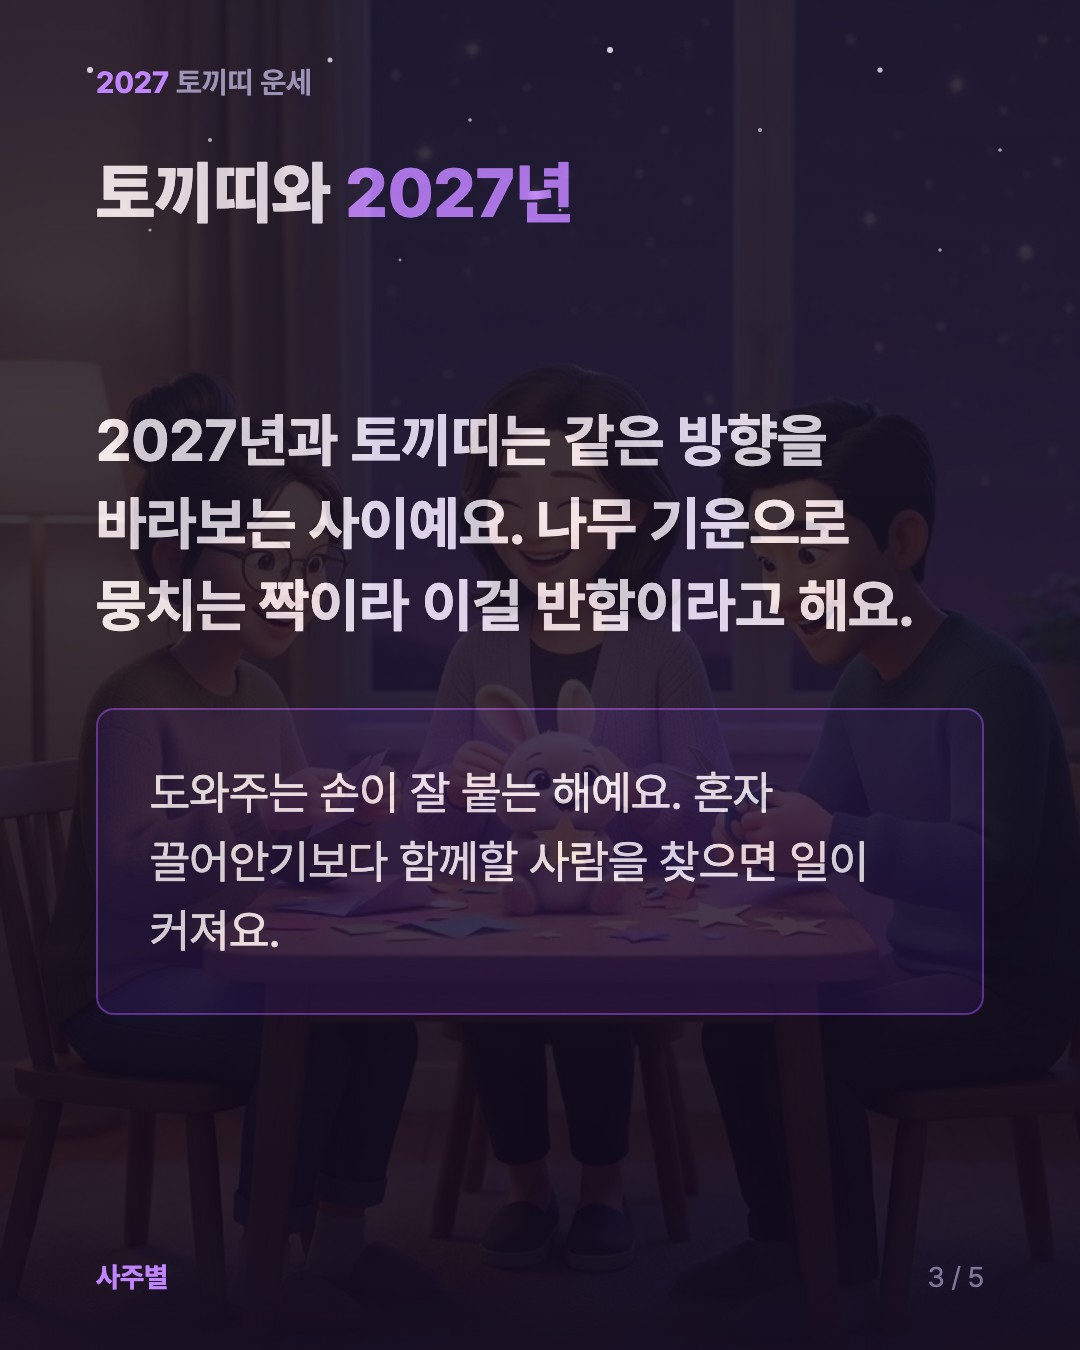 2027 토끼띠 운세
토끼띠와 2027년
2027년과 토끼띠는 같은 방향을
바라보는 사이예요. 나무 기운으로
뭉치는 짝이라 이걸 반합이라고 해요.
도와주는 손이 잘 붙는 해예요. 혼자
끌어안기보다 함께할 사람을 찾으면 일이
커져요.
사주별
3 / 5